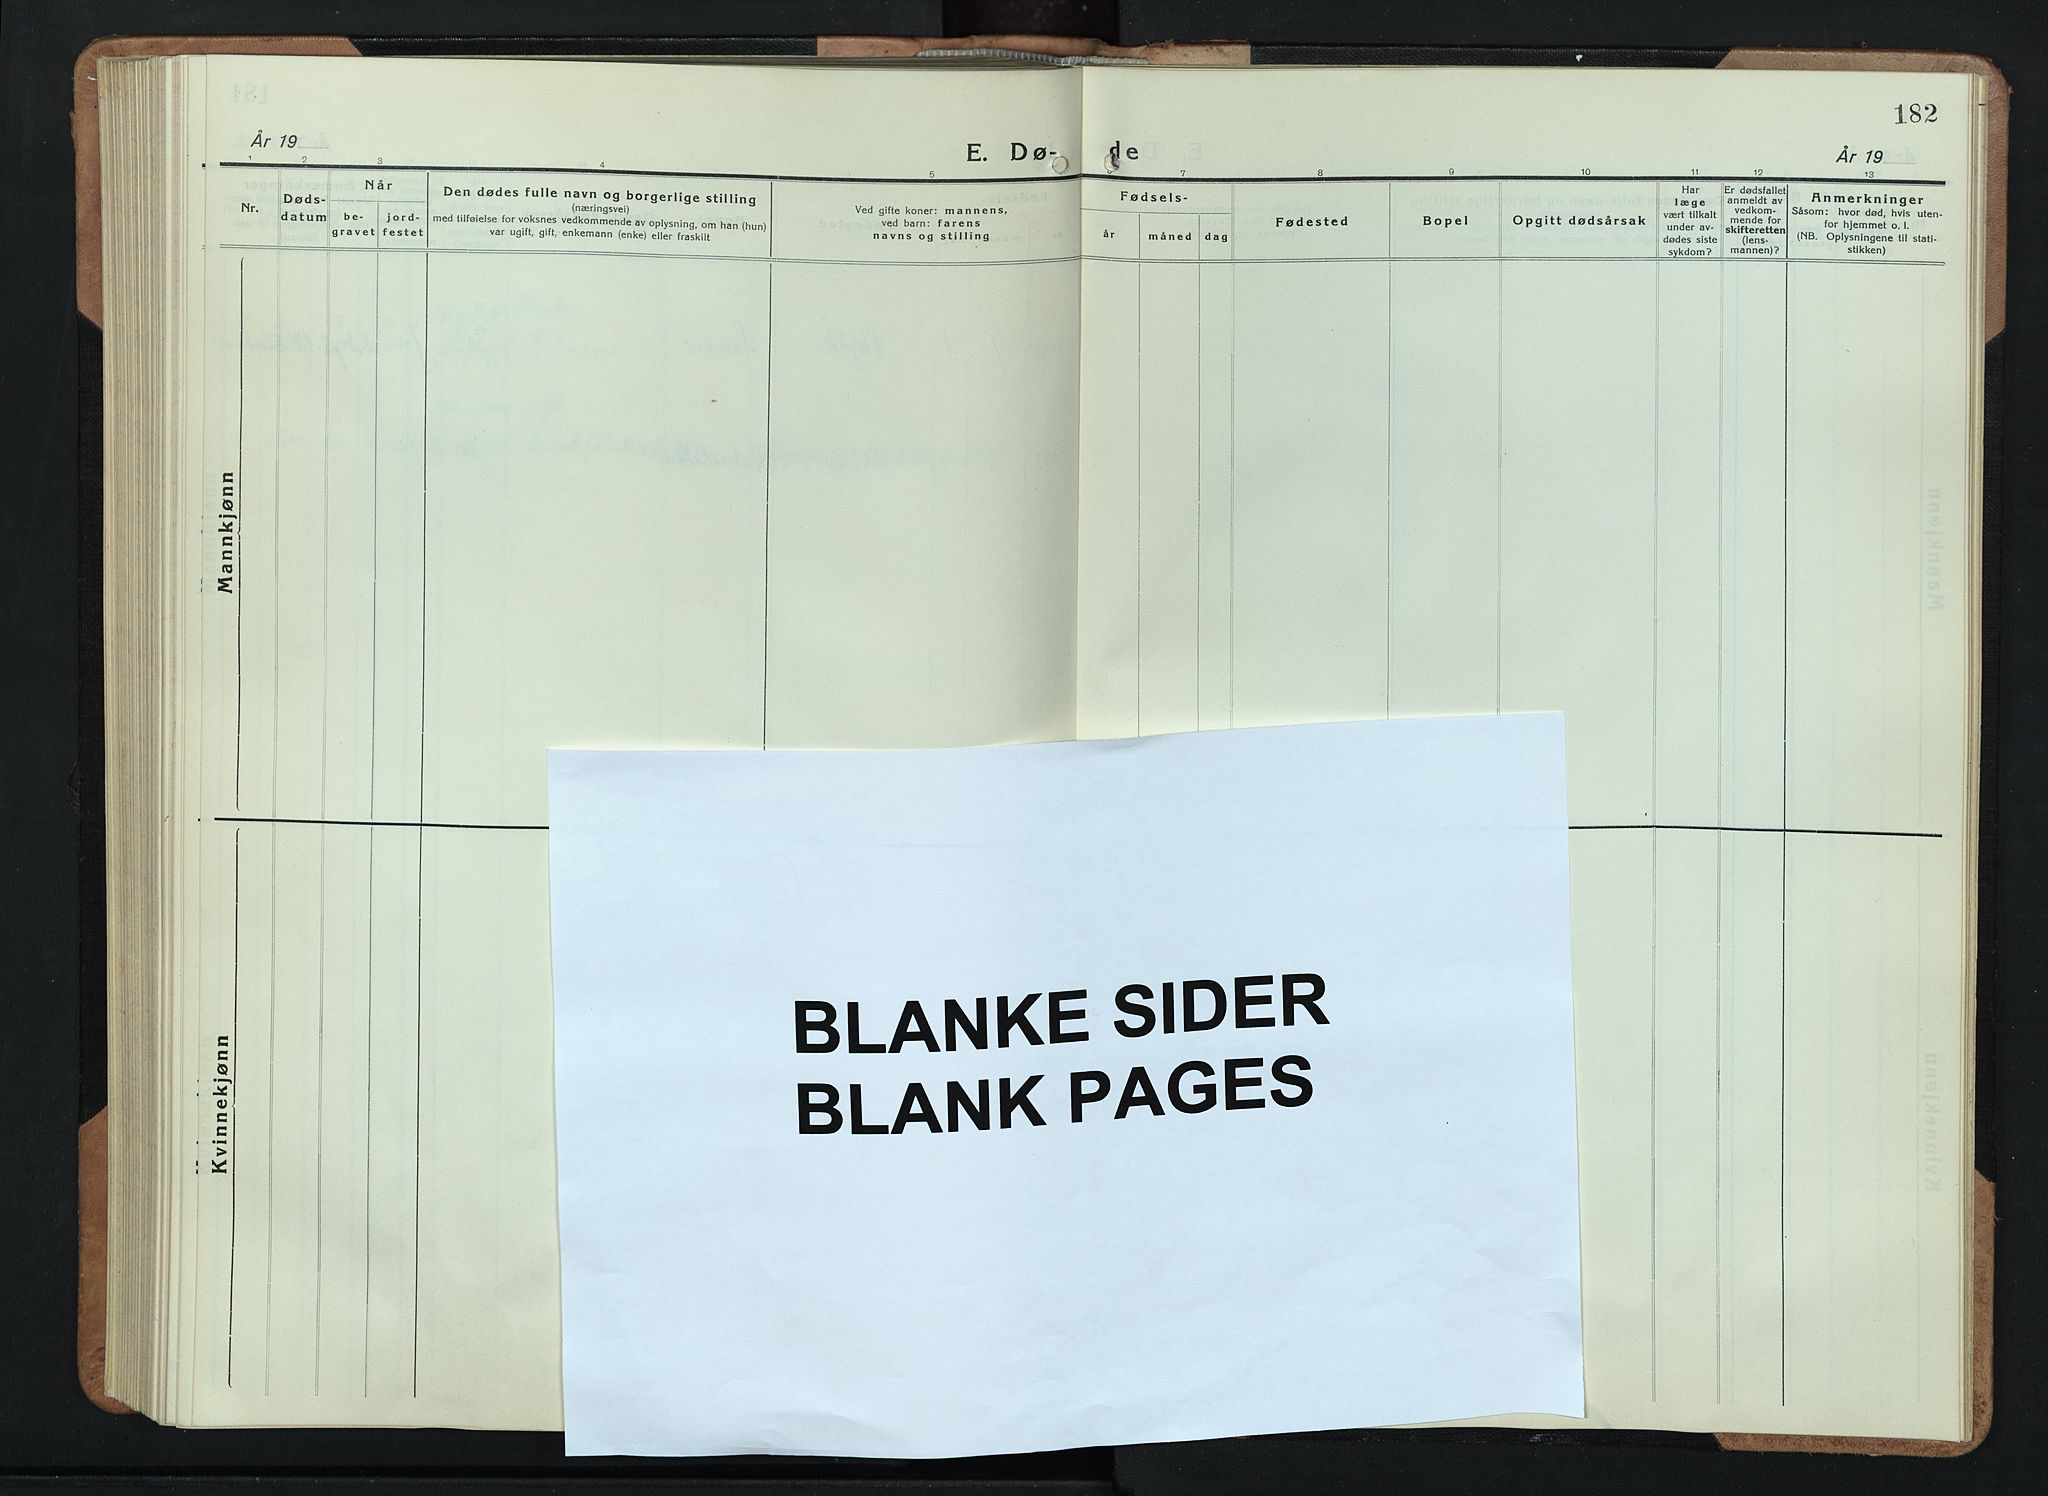 182
År 19
E. Dø- de
År 19
1 2 3 4 5 6 7 8 9 10 11 12 13
Nr.
Døds-
datum
Når
be-
gravet
jord-
festet
Den dødes fulle navn og borgerlige stilling
(næringsvei)
med tilføielse for voksnes vedkommende av oplysning, om han (hun)
var ugift, gift, enkemann (enke) eller fraskilt
Ved gifte koner: mannens,
ved barn: farens
navns og stilling
Fødsels-
år
måned
dag
Fødested
Bopel
Opgitt dødsårsak
Har
læge
vært tilkalt
under av-
dødes siste
sykdom?
Er dødsfallet
anmeldt av
vedkom-
mende for
skifteretten
(lens-
mannen)?
Anmerkninger
Såsom: hvor død, hvis uten-
for hjemmet o. l.
(NB. Oplysningene til stati-
stikken)
Mannkjønn
Kvinnekjønn
BLANKE SIDER
BLANK PAGES